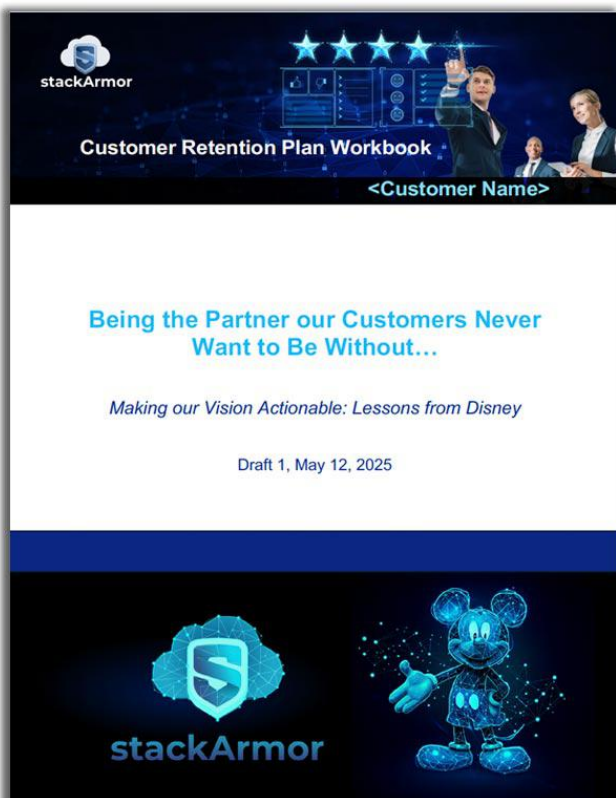 stackArmor
Customer Retention Plan Workbook
<Customer Name>
Being the Partner our Customers Never
Want to Be Without…
Making our Vision Actionable: Lessons from Disney
Draft 1, May 12, 2025
S
stackArmor